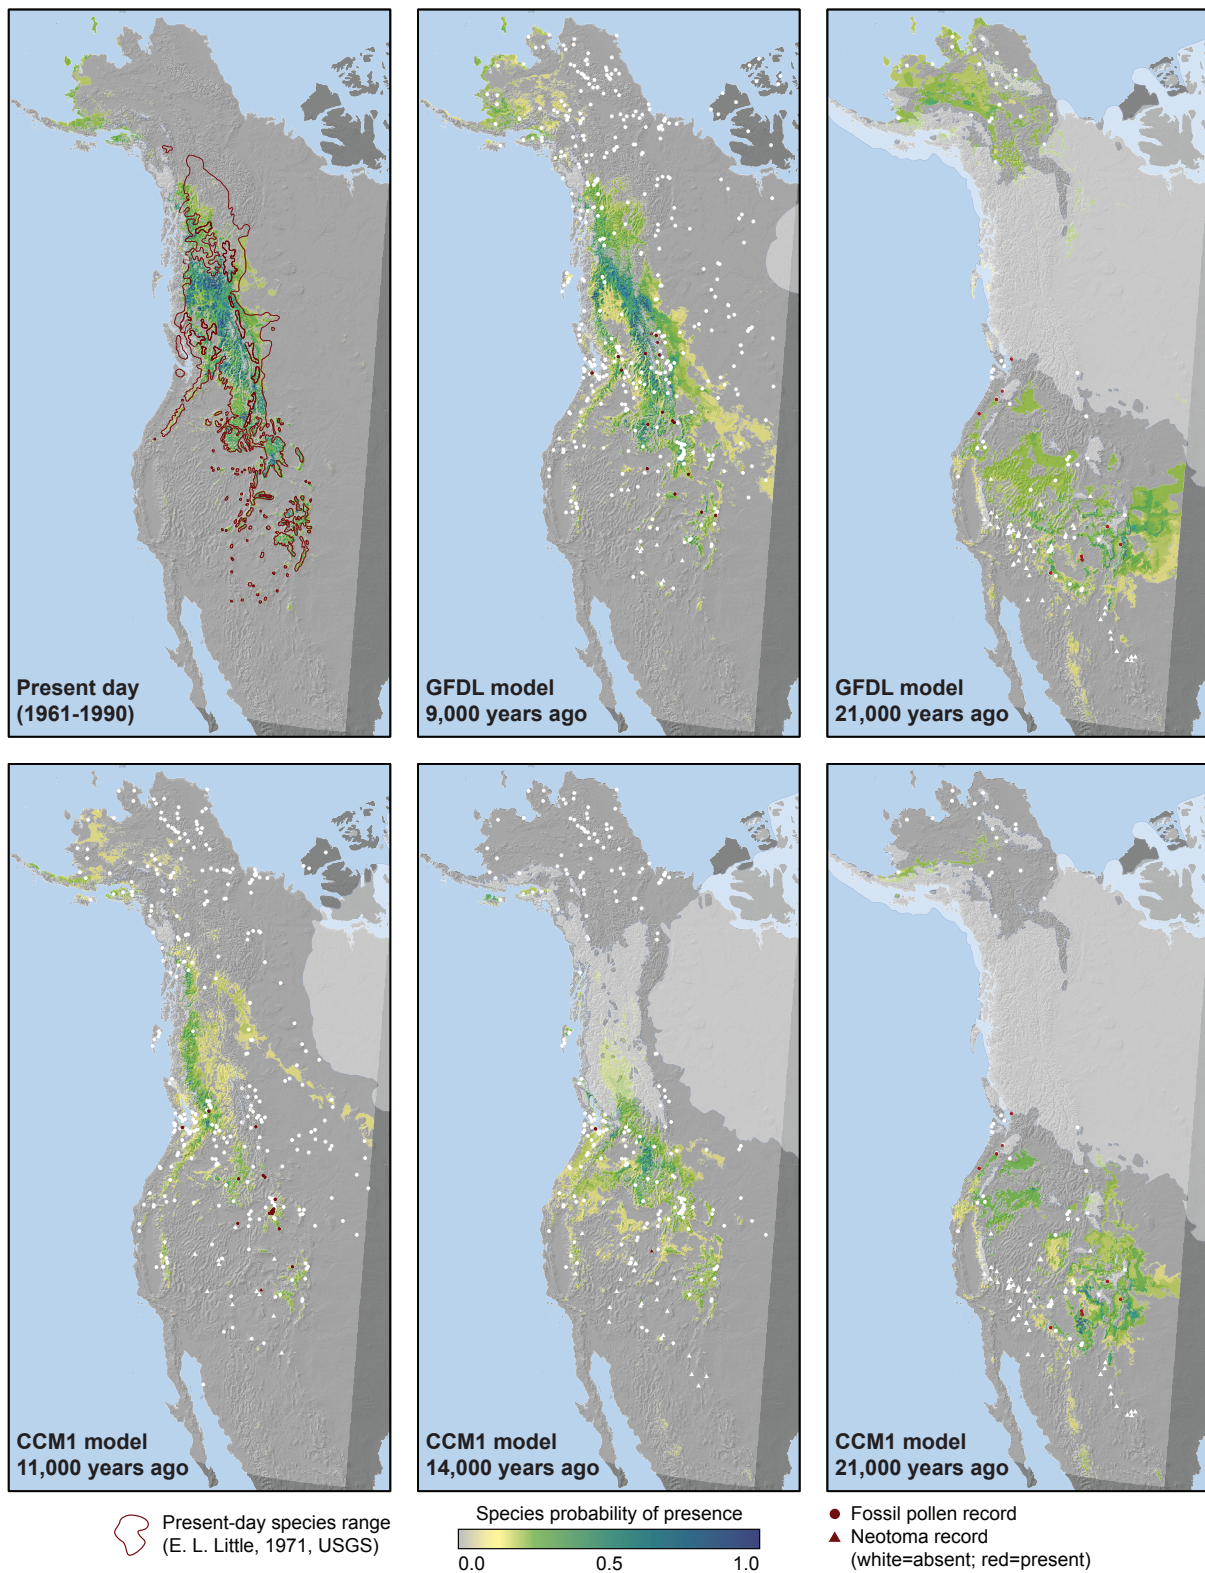 Present day
(1961-1990)
GFDL model
9,000 years ago
GFDL model
21,000 years ago
CCM1 model
11,000 years ago
CCM1 model
14,000 years ago
CCM1 model
21,000 years ago
Present-day species range
(E. L. Little, 1971, USGS)
Species probability of presence
0.0 0.5 1.0
Fossil pollen record
Neotoma record
(white=absent; red=present)